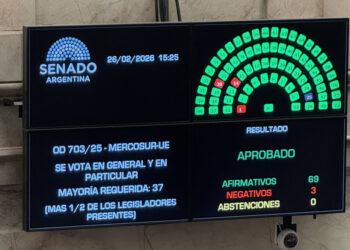 SENADO
ARGENTINA
26/02/2026 15:25
OD 703/25 - MERCOSUR-UE
SE VOTA EN GENERAL Y EN
PARTICULAR
MAYORÍA REQUERIDA: 37
(MAS 1/2 DE LOS LEGISLADORES
PRESENTES)
RESULTADO
APROBADO
AFIRMATIVOS 69
NEGATIVOS 3
ABSTENCIONES 0